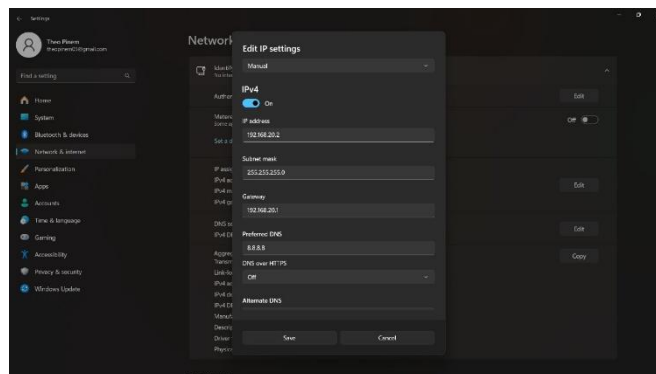 Settings
Theo Pinem
Find a setting
Home
System
Bluetooth & devices
Network & internet
Personalization
Apps
Accounts
Time & language
Gaming
Accessibility
Privacy & security
Windows Update
Network
Edit
Off
Edit
Edit
Copy
Edit IP settings
Manual
IPv4
On
IP address
192.168.20.2
Subnet mask
255.255.255.0
Gateway
192.168.20.1
Preferred DNS
8.8.8.8
DNS over HTTPS
Off
Alternate DNS
Save
Cancel